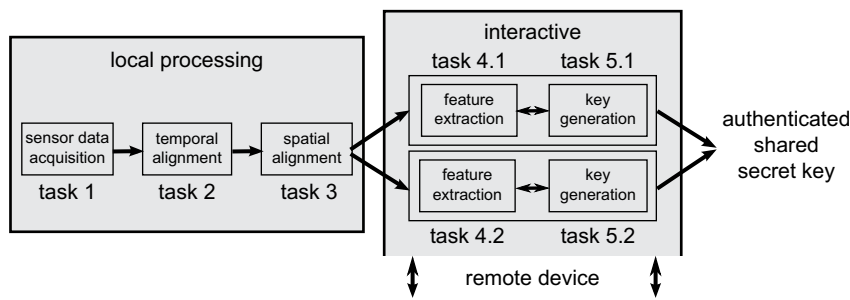 local processing
sensor data
acquisition
task 1
temporal
alignment
task 2
spatial
alignment
task 3
interactive
task 4.1
task 5.1
feature
extraction
key
generation
feature
extraction
key
generation
task 4.2
task 5.2
remote device
authenticated
shared
secret key